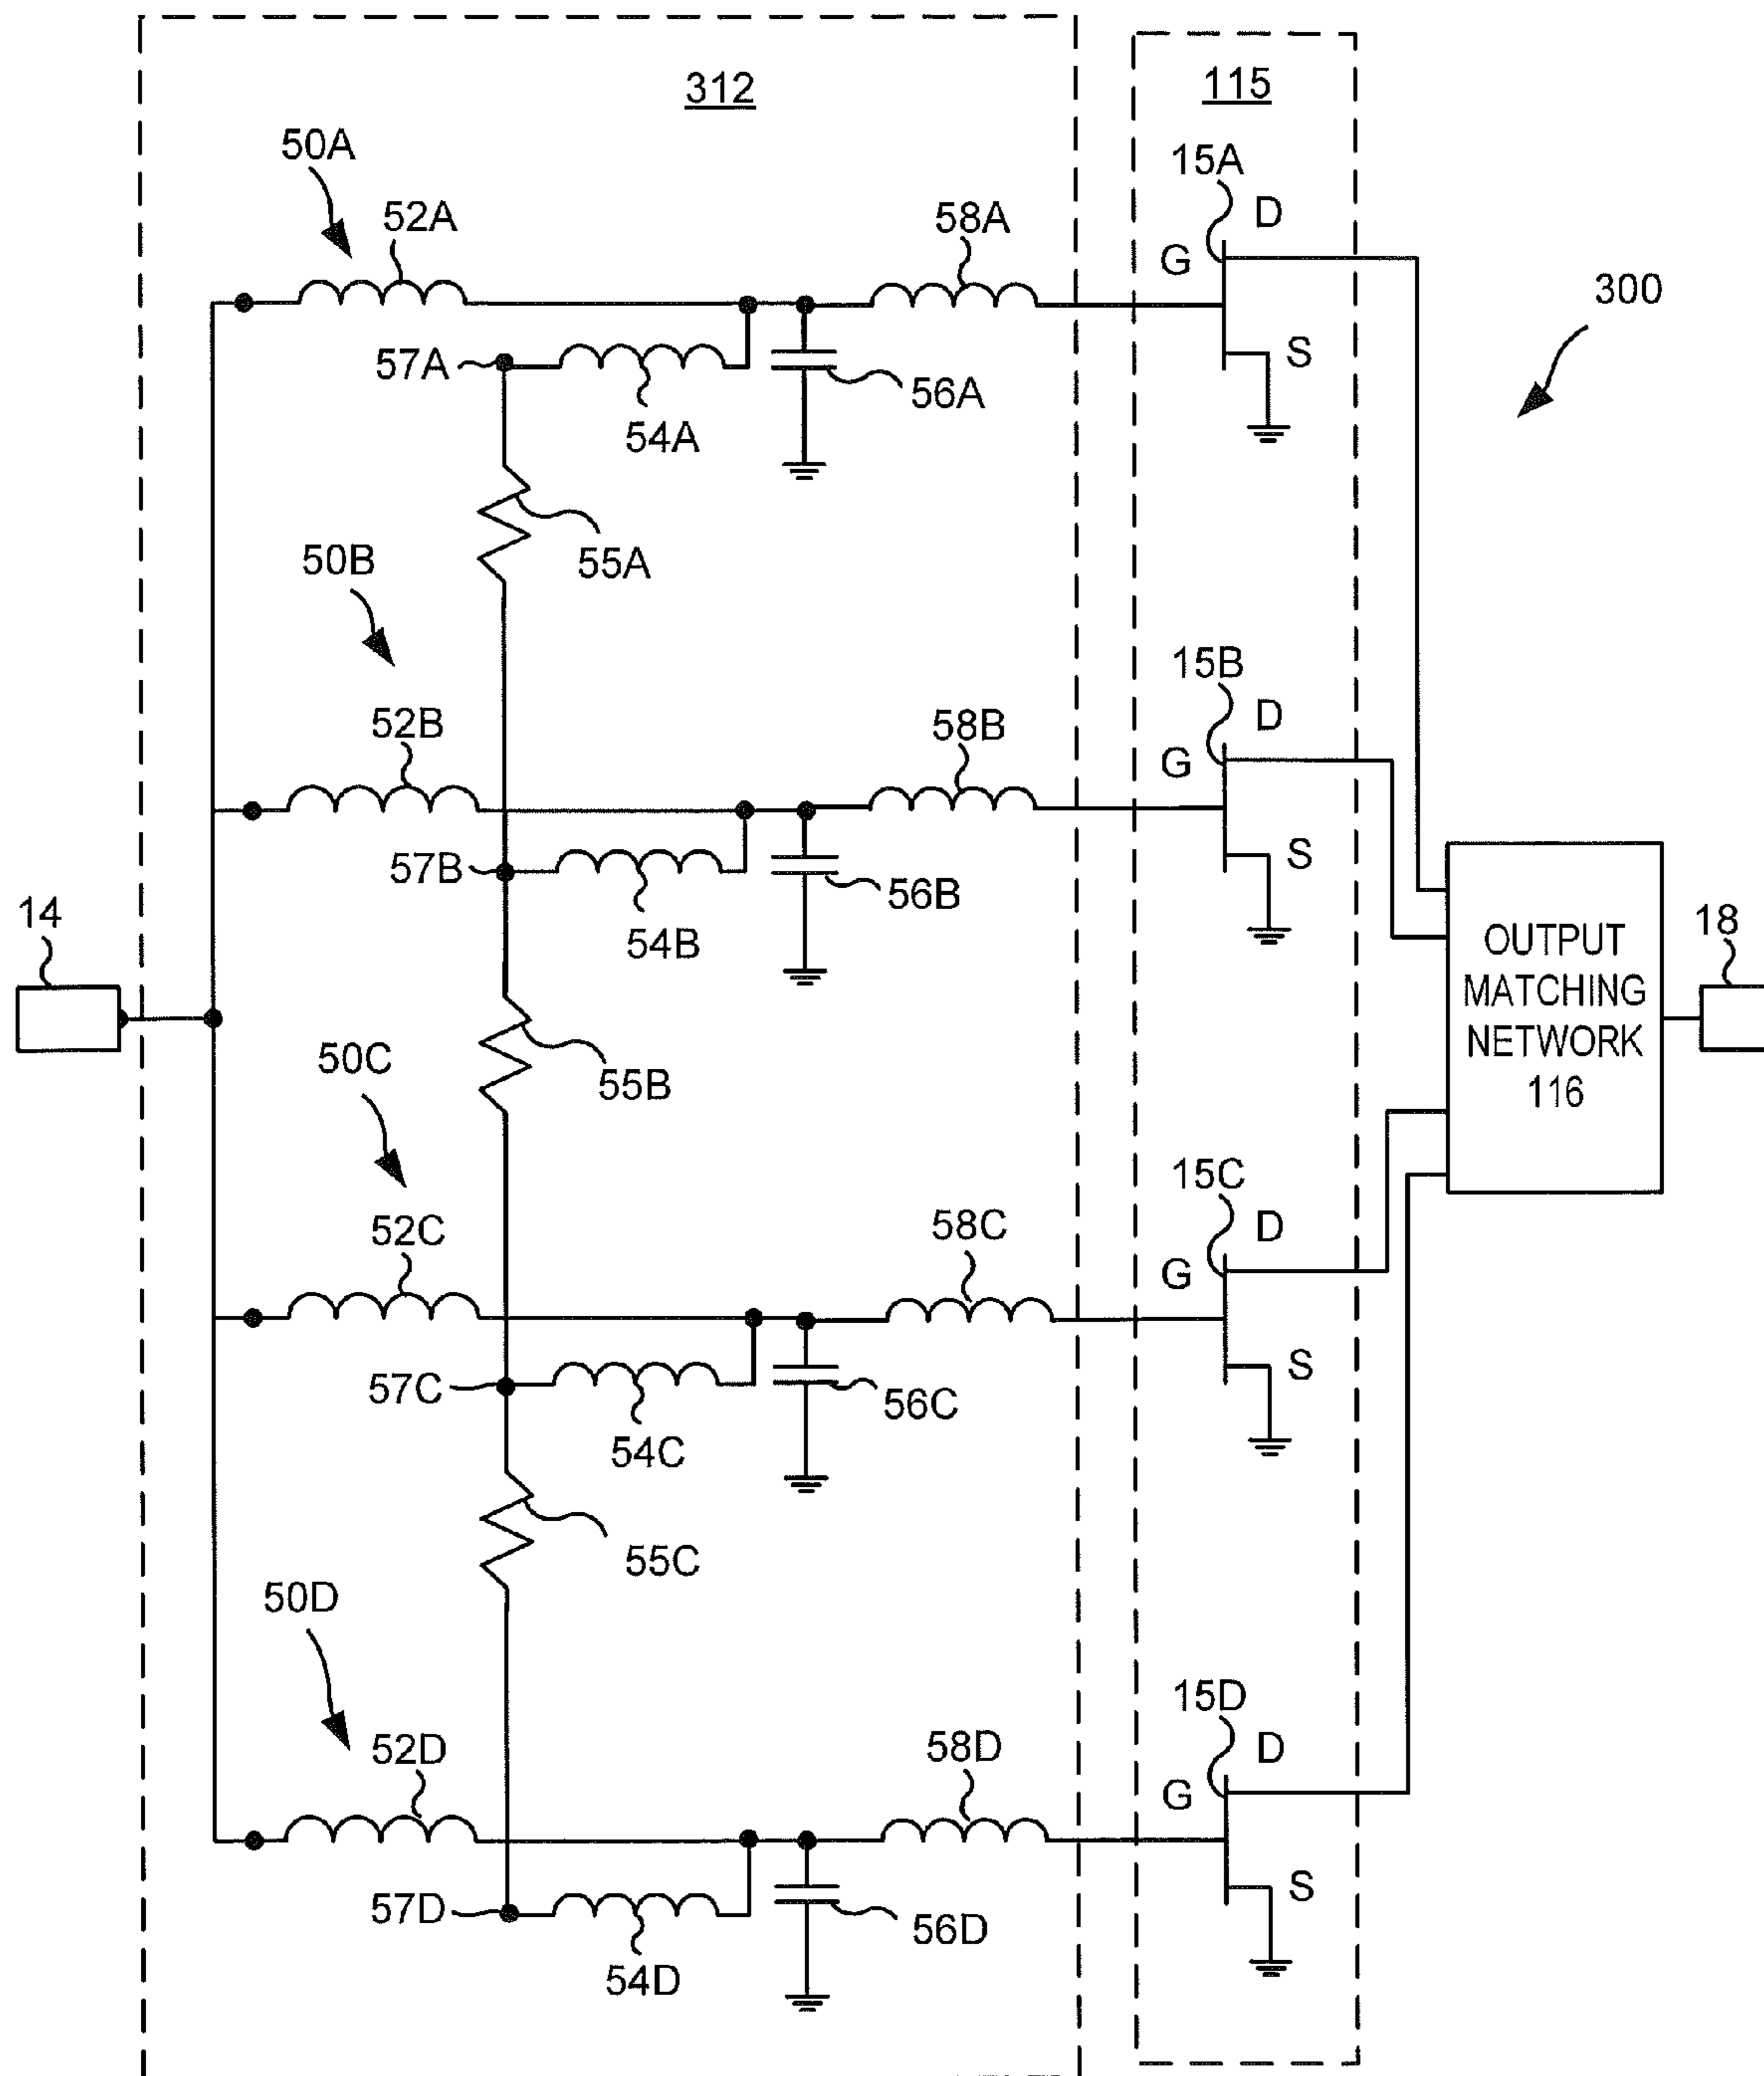 312
115
50A
52A
58A
15A
D
G
S
300
57A
54A
56A
55A
50B
52B
58B
15B
D
G
S
57B
54B
56B
14
OUTPUT
MATCHING
NETWORK
116
18
50C
55B
52C
58C
15C
D
G
S
57C
54C
56C
55C
50D
52D
58D
15D
D
G
S
57D
54D
56D